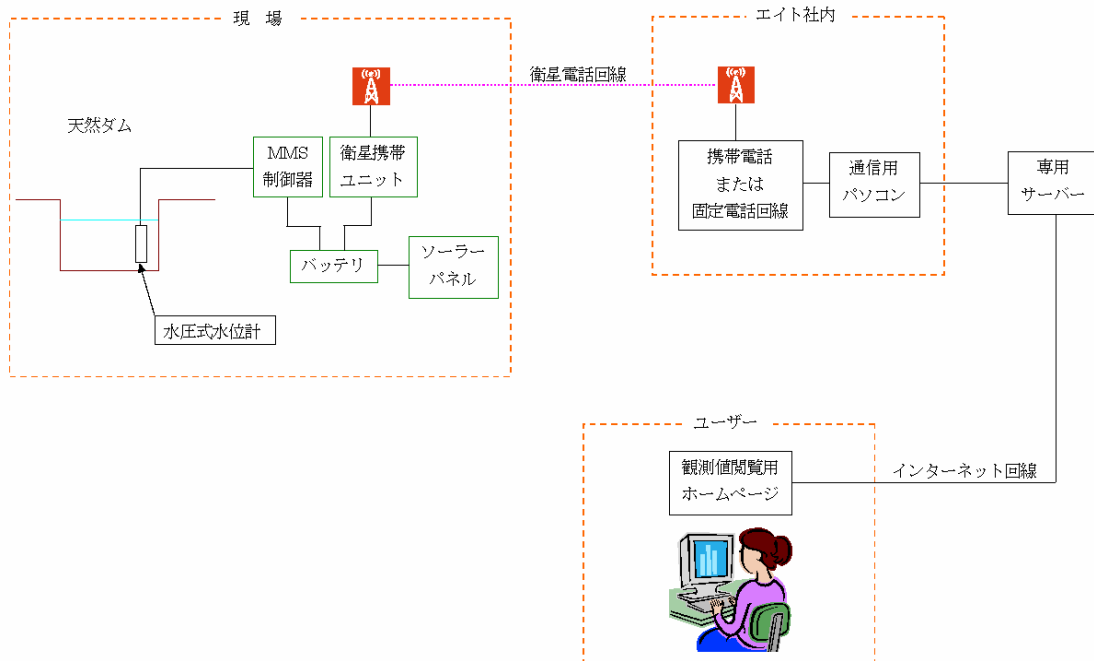 現 場
天然ダム
MMS
制御器
衛星携帯
ユニット
バッテリ
ソーラー
パネル
水圧式水位計
衛星電話回線
エイト社内
携帯電話
または
固定電話回線
通信用
パソコン
専用
サーバー
インターネット回線
ユーザー
観測値閲覧用
ホームページ